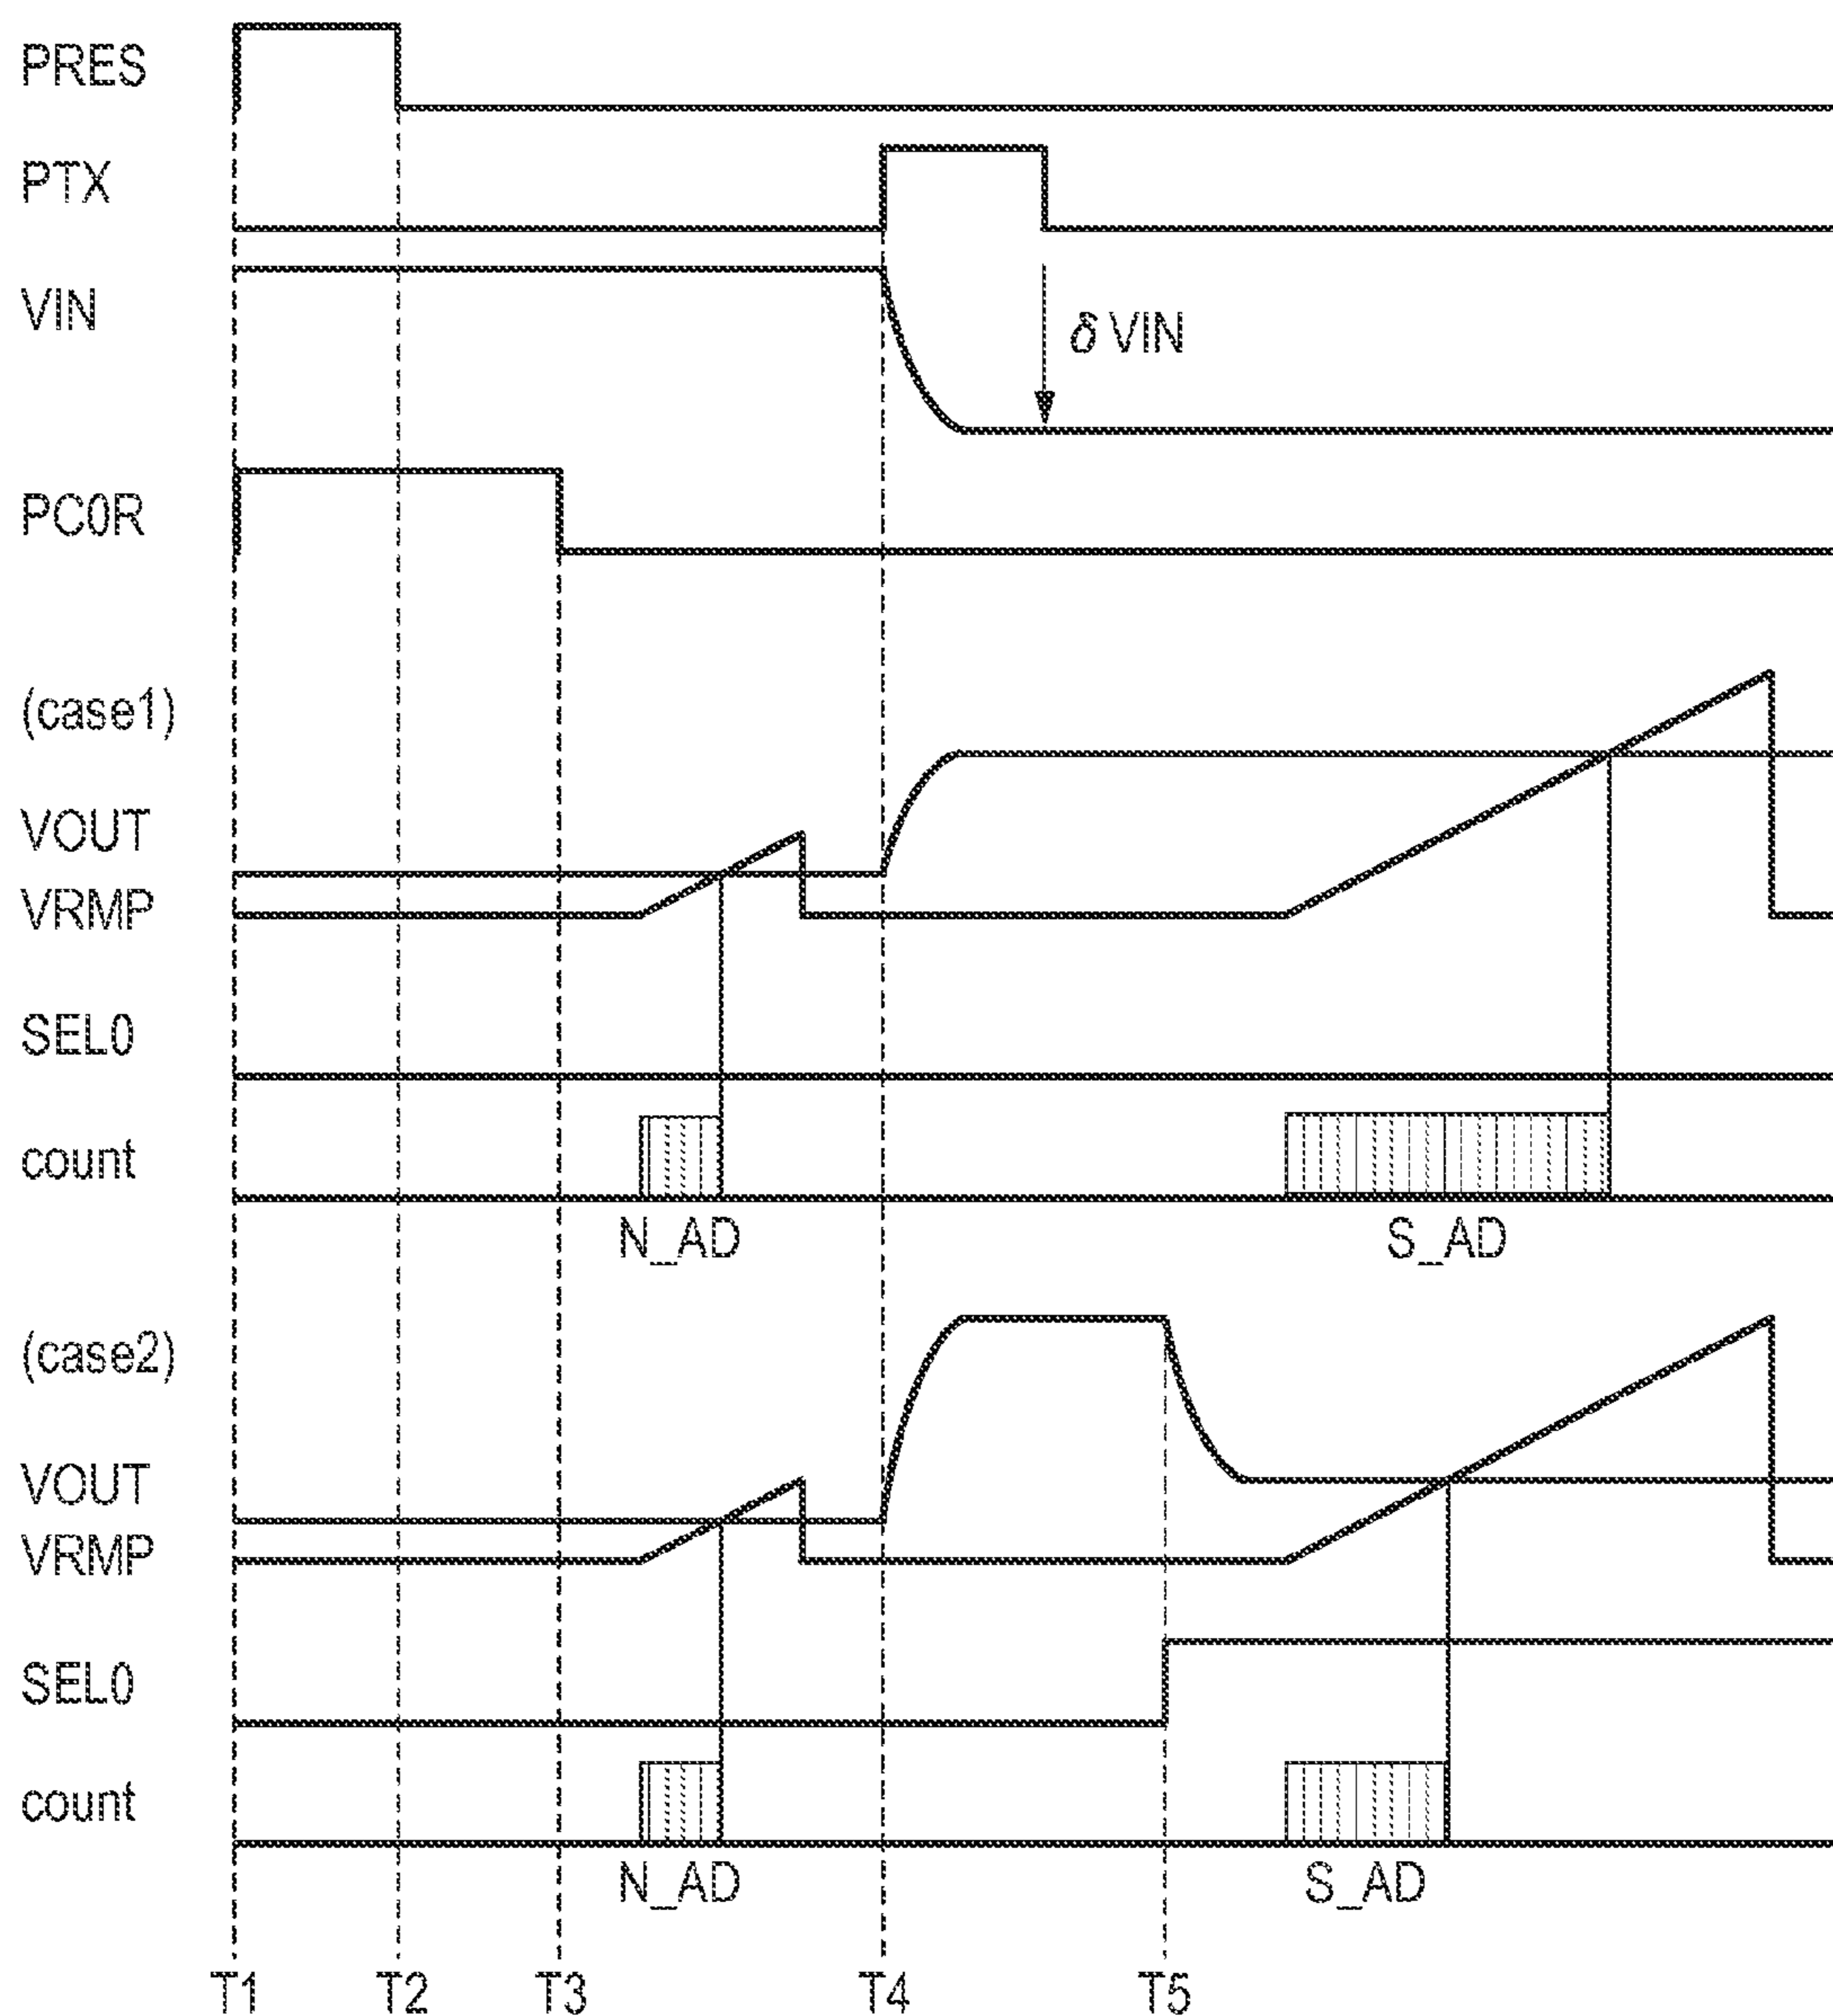 PRES
PTX
VIN
δ VIN
PC0R
(case1)
VOUT
VRMP
SEL0
count
N_AD
S_AD
(case2)
VOUT
VRMP
SEL0
count
N_AD
S_AD
T1
T2
T3
T4
T5